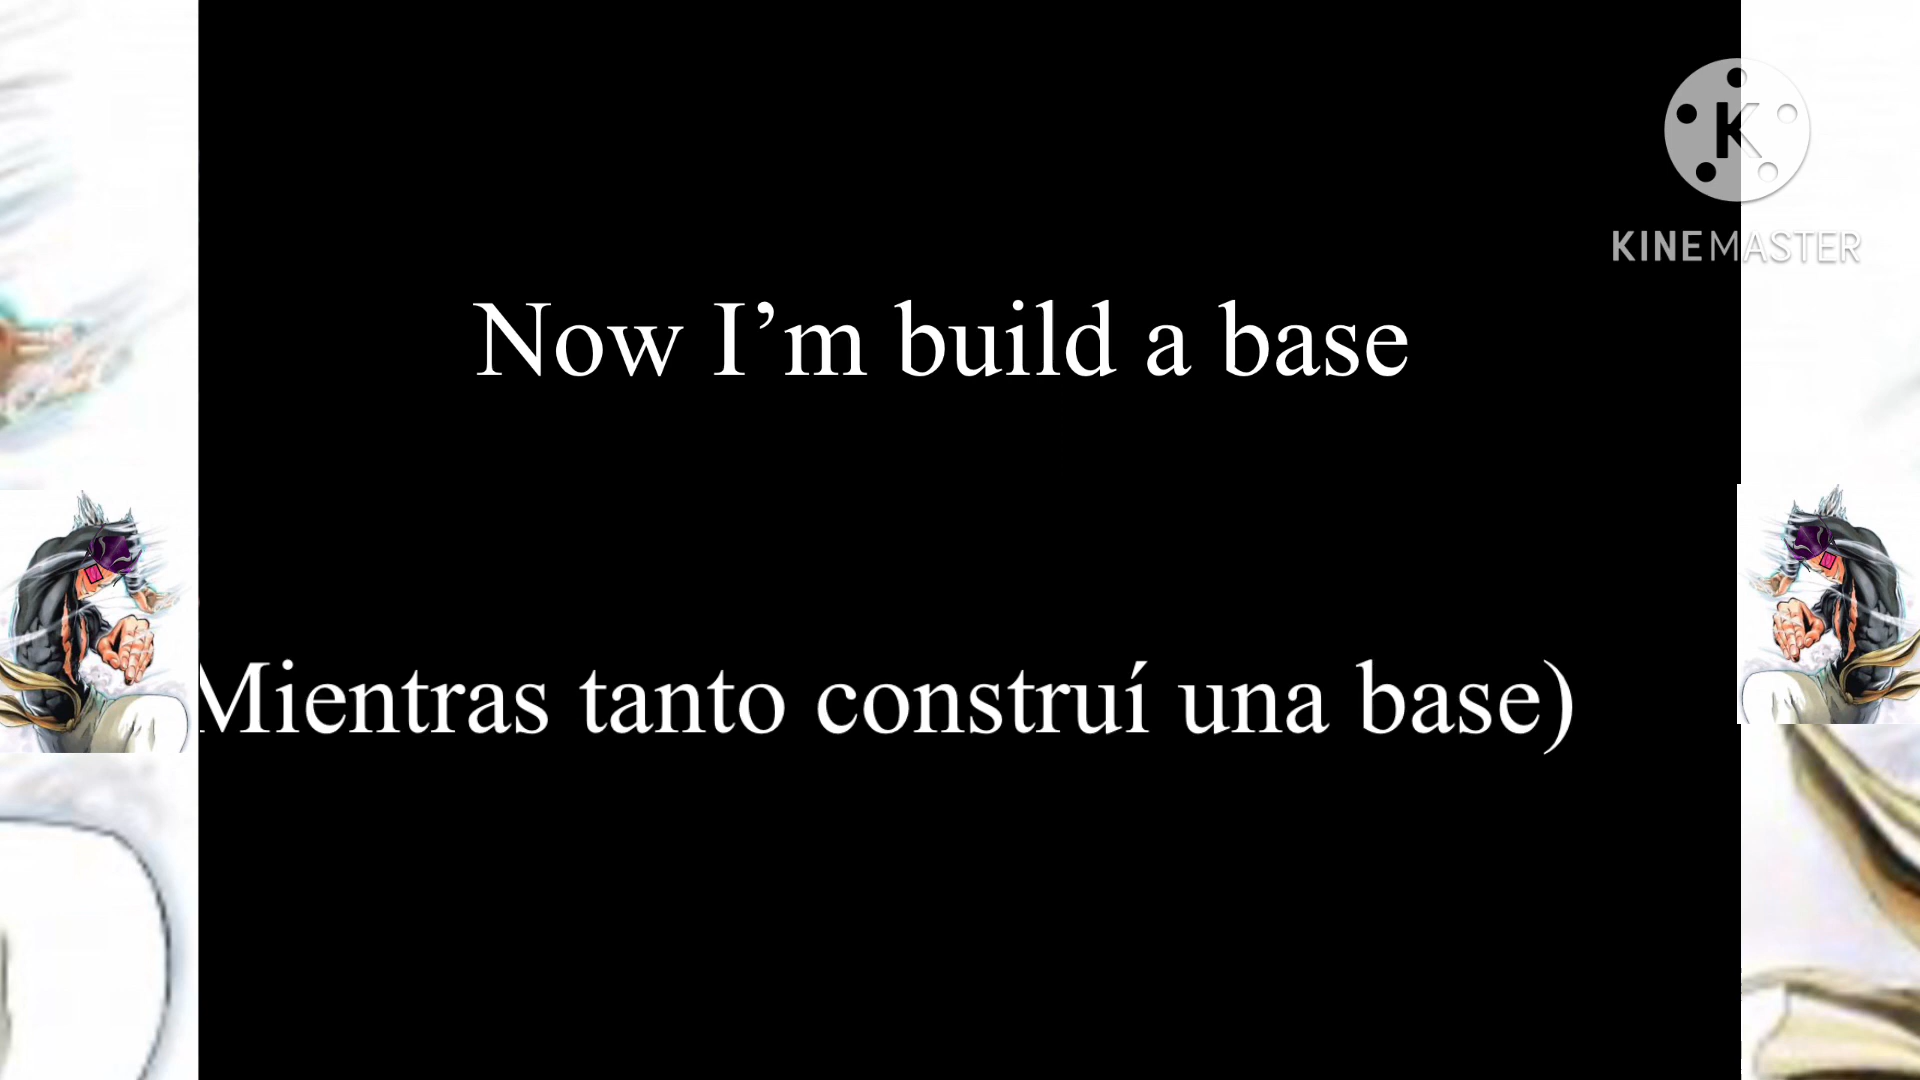 K
KINEMASTER
Now I’m build a base
Mientras tanto construí una base)